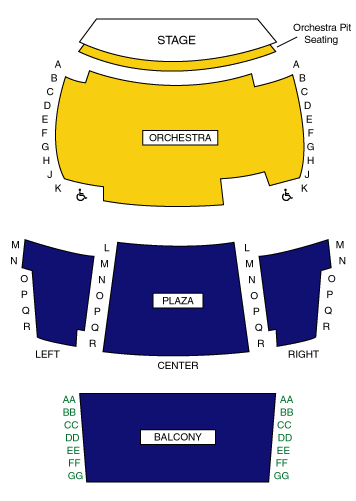 Orchestra Pit
Seating
STAGE
A A
B B
C C
D D
E E
F F
G G
H H
J J
K K
ORCHESTRA
M L L M
N M M N
O N N O
P O O P
Q P P Q
R Q Q R
R R
PLAZA
LEFT RIGHT
CENTER
AA AA
BB BB
CC CC
DD DD
EE EE
FF FF
GG GG
BALCONY